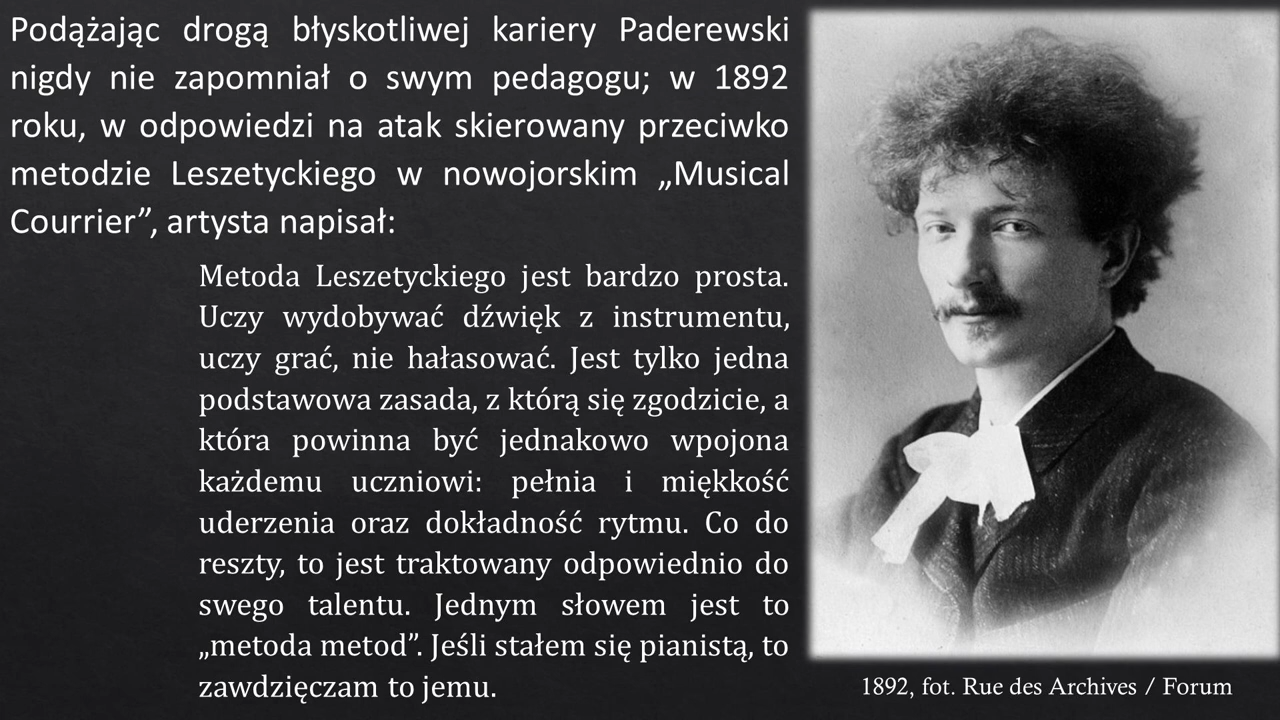 Podążając drogą błyskotliwej kariery Paderewski
nigdy nie zapomniał o swym pedagogu; w 1892
roku, w odpowiedzi na atak skierowany przeciwko
metodzie Leszetyckiego w nowojorskim „Musical
Courrier”, artysta napisał:
Metoda Leszetyckiego jest bardzo prosta.
Uczy wydobywać dźwięk z instrumentu,
uczy grać, nie hałasować. Jest tylko jedna
podstawowa zasada, z którą się zgodzicie, a
która powinna być jednakowo wpojona
każdemu uczniowi: pełnia i miękkość
uderzenia oraz dokładność rytmu. Co do
reszty, to jest traktowany odpowiednio do
swego talentu. Jednym słowem jest to
„metoda metod”. Jeśli stałem się pianistą, to
zawdzięczam to jemu.
1892, fot. Rue des Archives / Forum